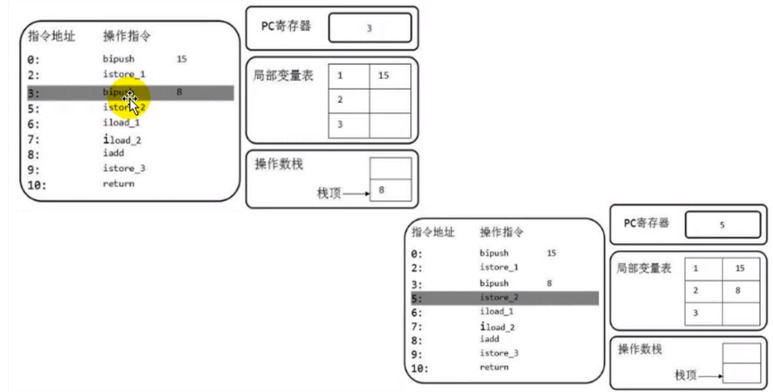 指令地址 操作指令
0: bipush 15
2: istore_1
3: bipush 8
5: istore_2
6: iload_1
7: iload_2
8: iadd
9: istore_3
10: return
PC寄存器 3
局部变量表 1 15
2
3
操作数栈
栈顶 8
指令地址 操作指令
0: bipush 15
2: istore_1
3: bipush 8
5: istore_2
6: iload_1
7: iload_2
8: iadd
9: istore_3
10: return
PC寄存器 5
局部变量表 1 15
2 8
3
操作数栈
栈顶